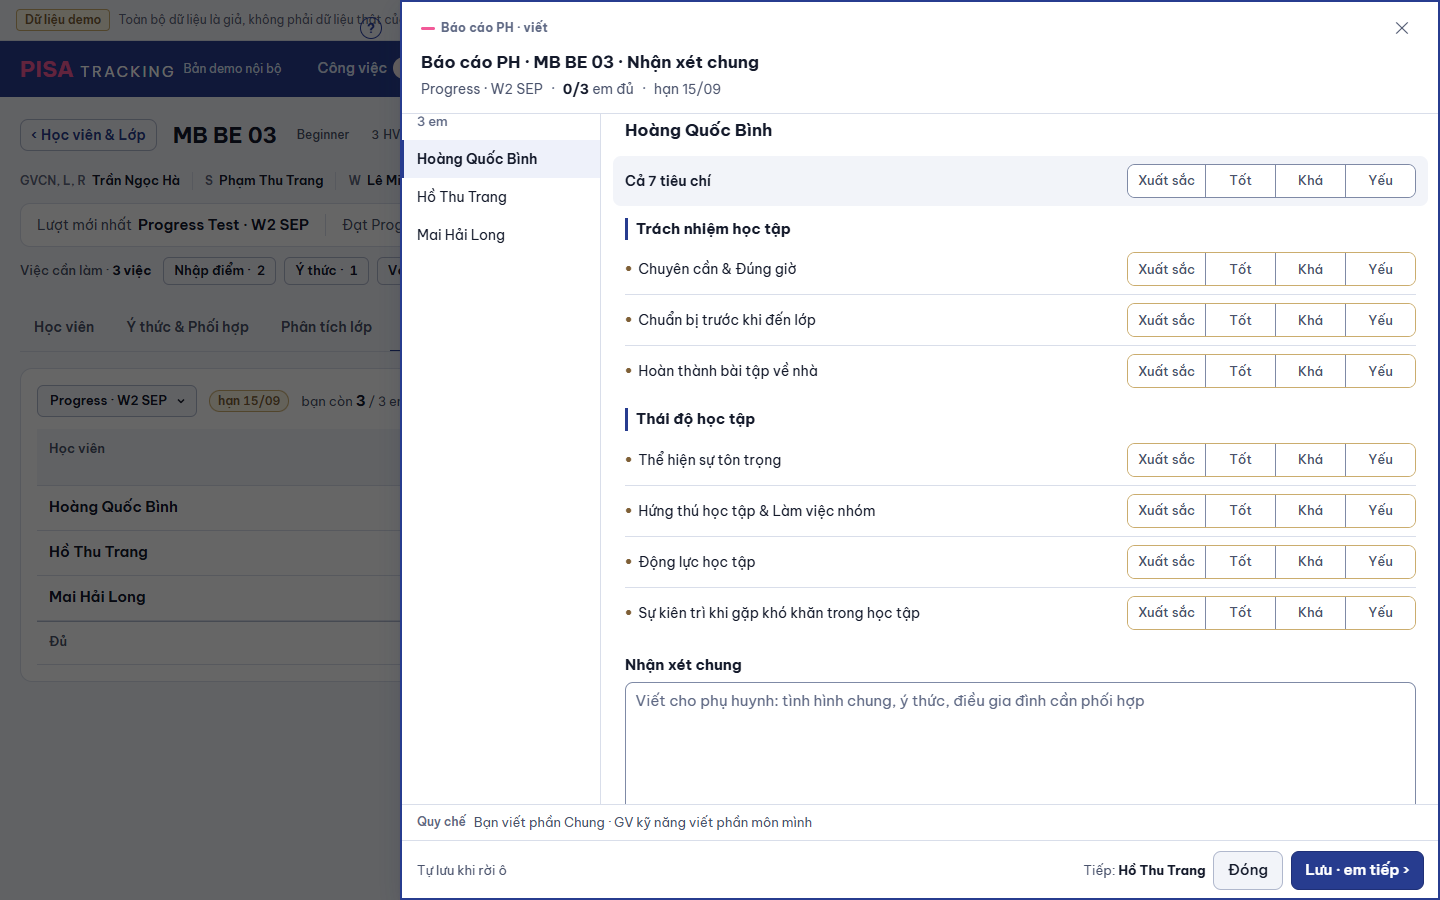 Dữ liệu demo Toàn bộ dữ liệu là giả, không phải dữ liệu thật
?
PISA TRACKING Bản demo nội bộ Công việc
‹ Học viên & Lớp MB BE 03 Beginner 3 HV
GVCN, L, R Trần Ngọc Hà S Phạm Thu Trang W Lê
Lượt mới nhất Progress Test · W2 SEP Đạt
Việc cần làm · 3 việc Nhập điểm · 2 Ý thức · 1
Học viên Ý thức & Phối hợp Phân tích lớp
Progress · W2 SEP hạn 15/09 bạn còn 3 / 3
Học viên
Hoàng Quốc Bình
Hồ Thu Trang
Mai Hải Long
Đủ
Báo cáo PH · viết
Báo cáo PH · MB BE 03 · Nhận xét chung
Progress · W2 SEP · 0/3 em đủ · hạn 15/09
3 em
Hoàng Quốc Bình
Hồ Thu Trang
Mai Hải Long
Hoàng Quốc Bình
Cả 7 tiêu chí Xuất sắc Tốt Khá Yếu
Trách nhiệm học tập
• Chuyên cần & Đúng giờ Xuất sắc Tốt Khá Yếu
• Chuẩn bị trước khi đến lớp Xuất sắc Tốt Khá Yếu
• Hoàn thành bài tập về nhà Xuất sắc Tốt Khá Yếu
Thái độ học tập
• Thể hiện sự tôn trọng Xuất sắc Tốt Khá Yếu
• Hứng thú học tập & Làm việc nhóm Xuất sắc Tốt Khá Yếu
• Động lực học tập Xuất sắc Tốt Khá Yếu
• Sự kiên trì khi gặp khó khăn trong học tập Xuất sắc Tốt Khá Yếu
Nhận xét chung
Viết cho phụ huynh: tình hình chung, ý thức, điều gia đình cần phối hợp
Quy chế Bạn viết phần Chung · GV kỹ năng viết phần môn mình
Tự lưu khi rời ô Tiếp: Hồ Thu Trang Đóng Lưu · em tiếp ›